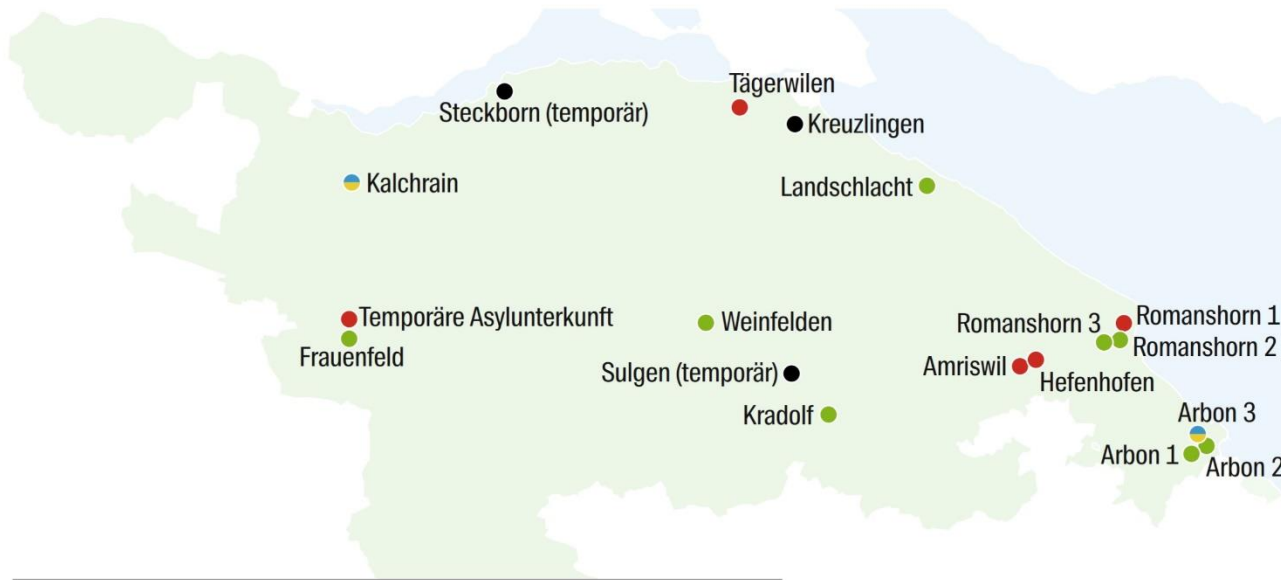 Tägerwilen
Steckborn (temporär)
Kreuzlingen
Kalchrain
Landschlacht
Temporäre Asylunterkunft
Frauenfeld
Weinfelden
Romanshorn 1
Romanshorn 3
Romanshorn 2
Amriswil
Sulgen (temporär)
Hefenhofen
Kradolf
Arbon 3
Arbon 1
Arbon 2